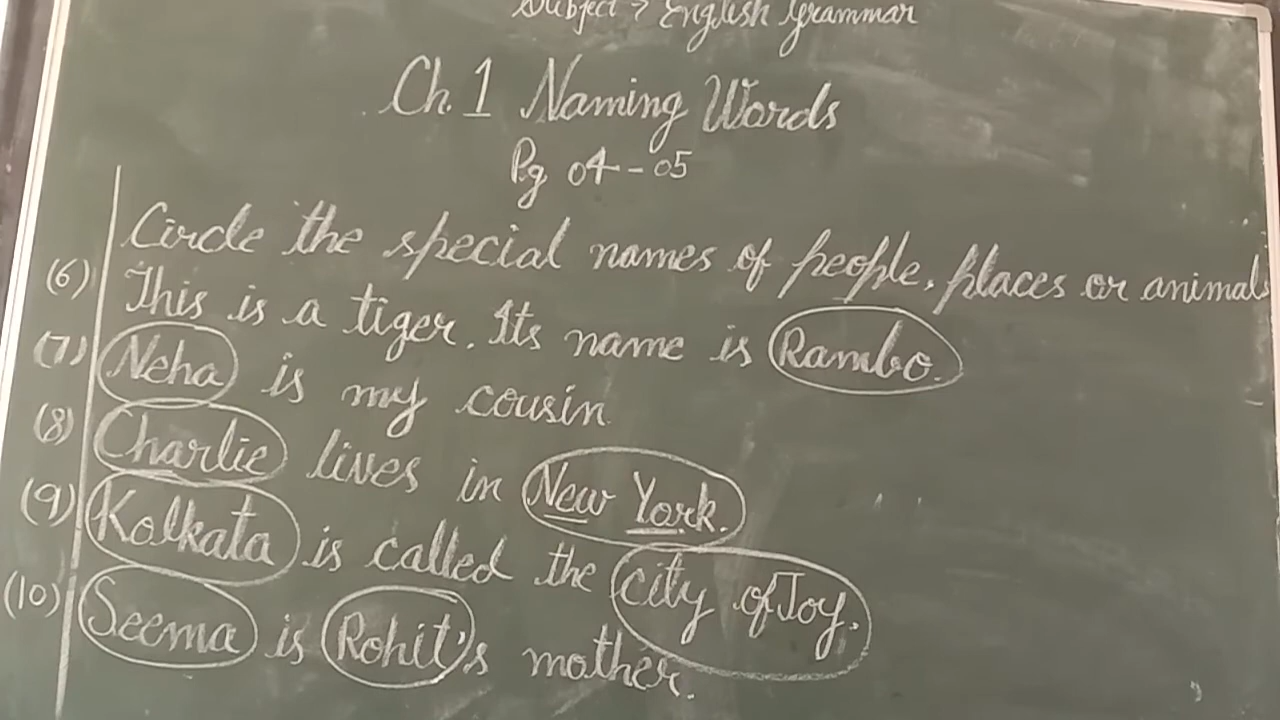 Subject > English Grammar
Ch. 1 Naming Words
Pg 04-05
Circle the special names of people, places or animals
(6) This is a tiger. Its name is Rambo.
(7) Neha is my cousin.
(8) Charlie lives in New York.
(9) Kolkata is called the city of Joy.
(10) Seema is Rohit's mother.